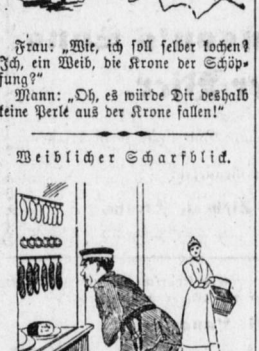 Frau: „Wie, ich soll selber kochen?
Ich, ein Weib, die Krone der Schöp-
fung?“
Mann: „Oh, es würde Dir deshalb
keine Perle aus der Krone fallen!“
Weiblicher Scharfblick.